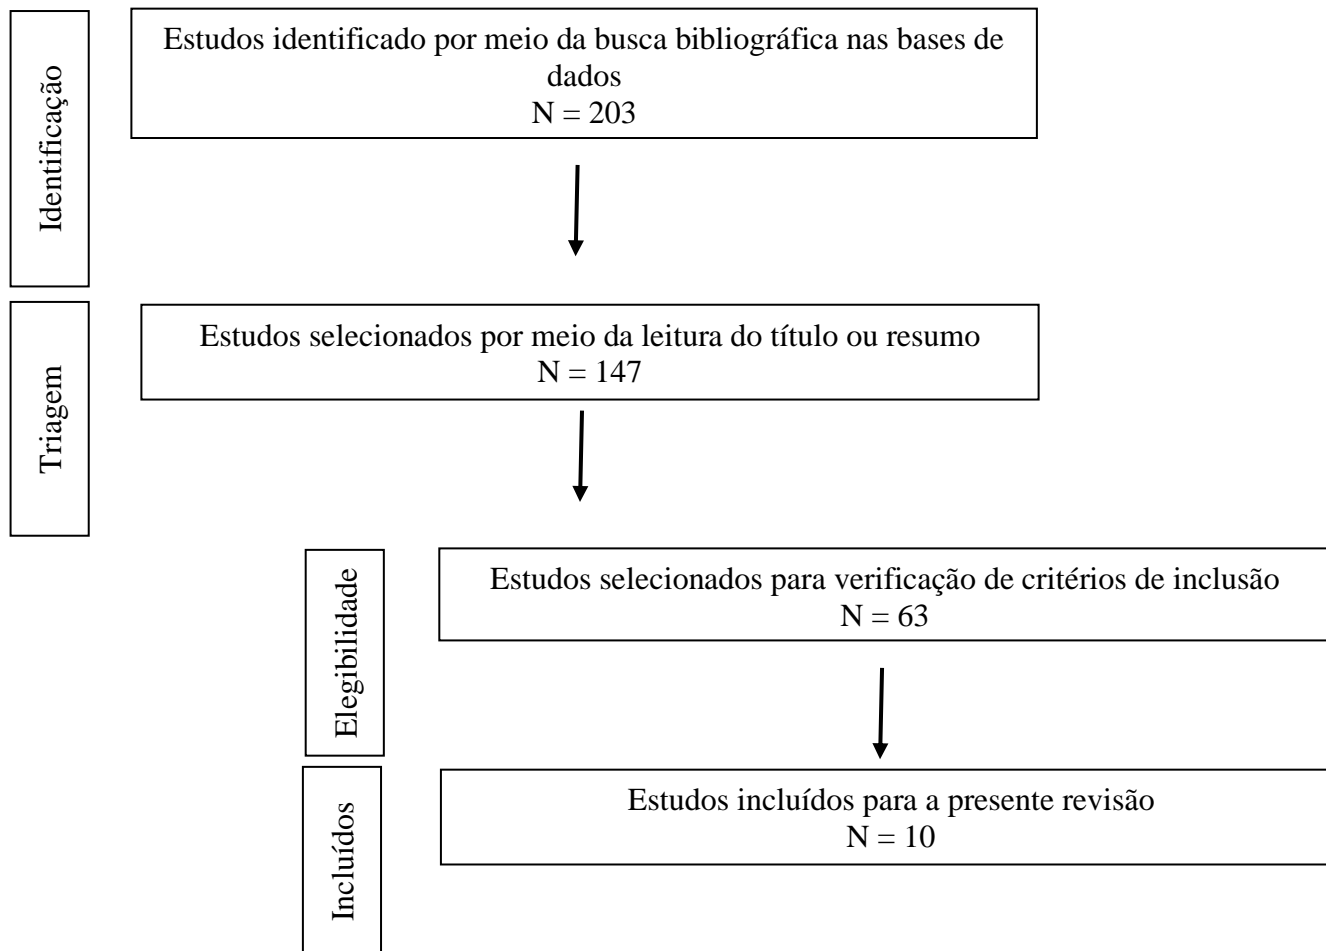 Identificação
Estudos identificado por meio da busca bibliográfica nas bases de
dados
N = 203
Triagem
Estudos selecionados por meio da leitura do título ou resumo
N = 147
Elegibilidade
Estudos selecionados para verificação de critérios de inclusão
N = 63
Incluídos
Estudos incluídos para a presente revisão
N = 10